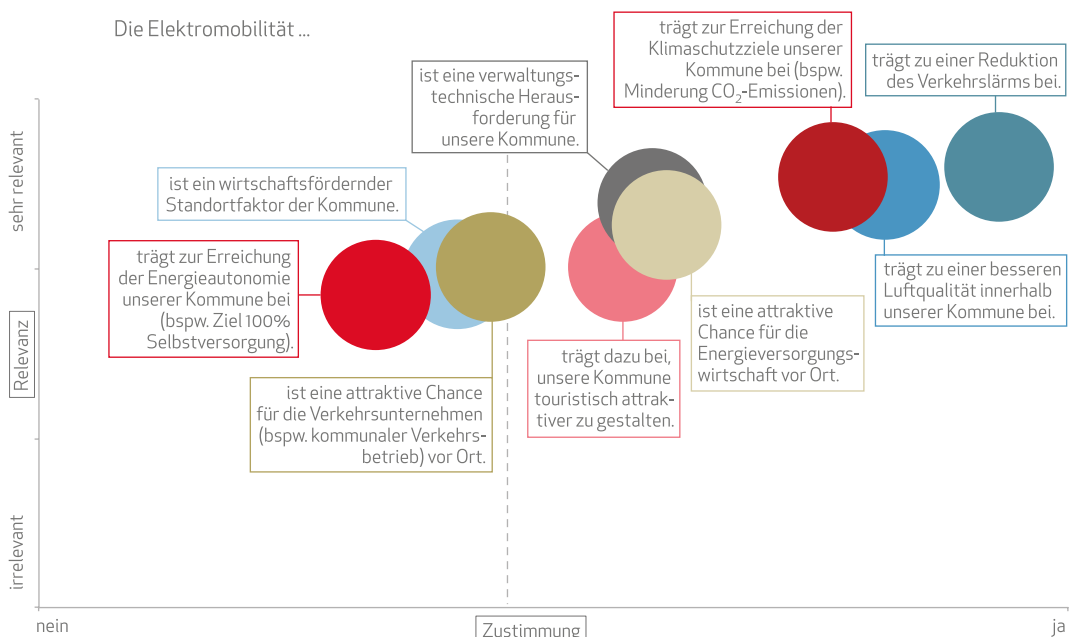 Die Elektromobilität ...
trägt zur Erreichung der
Klimaschutzziele unserer
Kommune bei (bspw.
Minderung CO₂-Emissionen).
trägt zu einer Reduktion
des Verkehrslärms bei.
ist eine verwaltungs-
technische Heraus-
forderung für
unsere Kommune.
ist ein wirtschaftsfördernder
Standortfaktor der Kommune.
trägt zur Erreichung
der Energieautonomie
unserer Kommune bei
(bspw. Ziel 100%
Selbstversorgung).
trägt zu einer besseren
Luftqualität innerhalb
unserer Kommune bei.
ist eine attraktive
Chance für die
Energieversorgungs-
wirtschaft vor Ort.
trägt dazu bei,
unsere Kommune
touristisch attrak-
tiver zu gestalten.
ist eine attraktive Chance
für die Verkehrsunternehmen
(bspw. kommunaler Verkehrs-
betrieb) vor Ort.
sehr relevant
Relevanz
irrelevant
nein
Zustimmung
ja